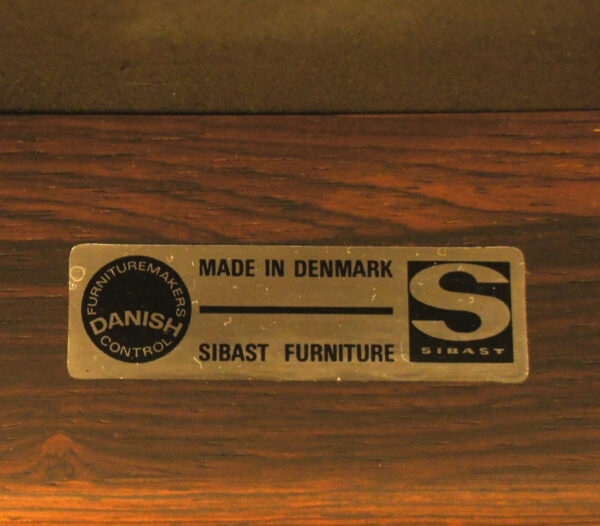 FURNITUREMAKERS
DANISH
CONTROL
MADE IN DENMARK
SIBAST FURNITURE
S
SIBAST